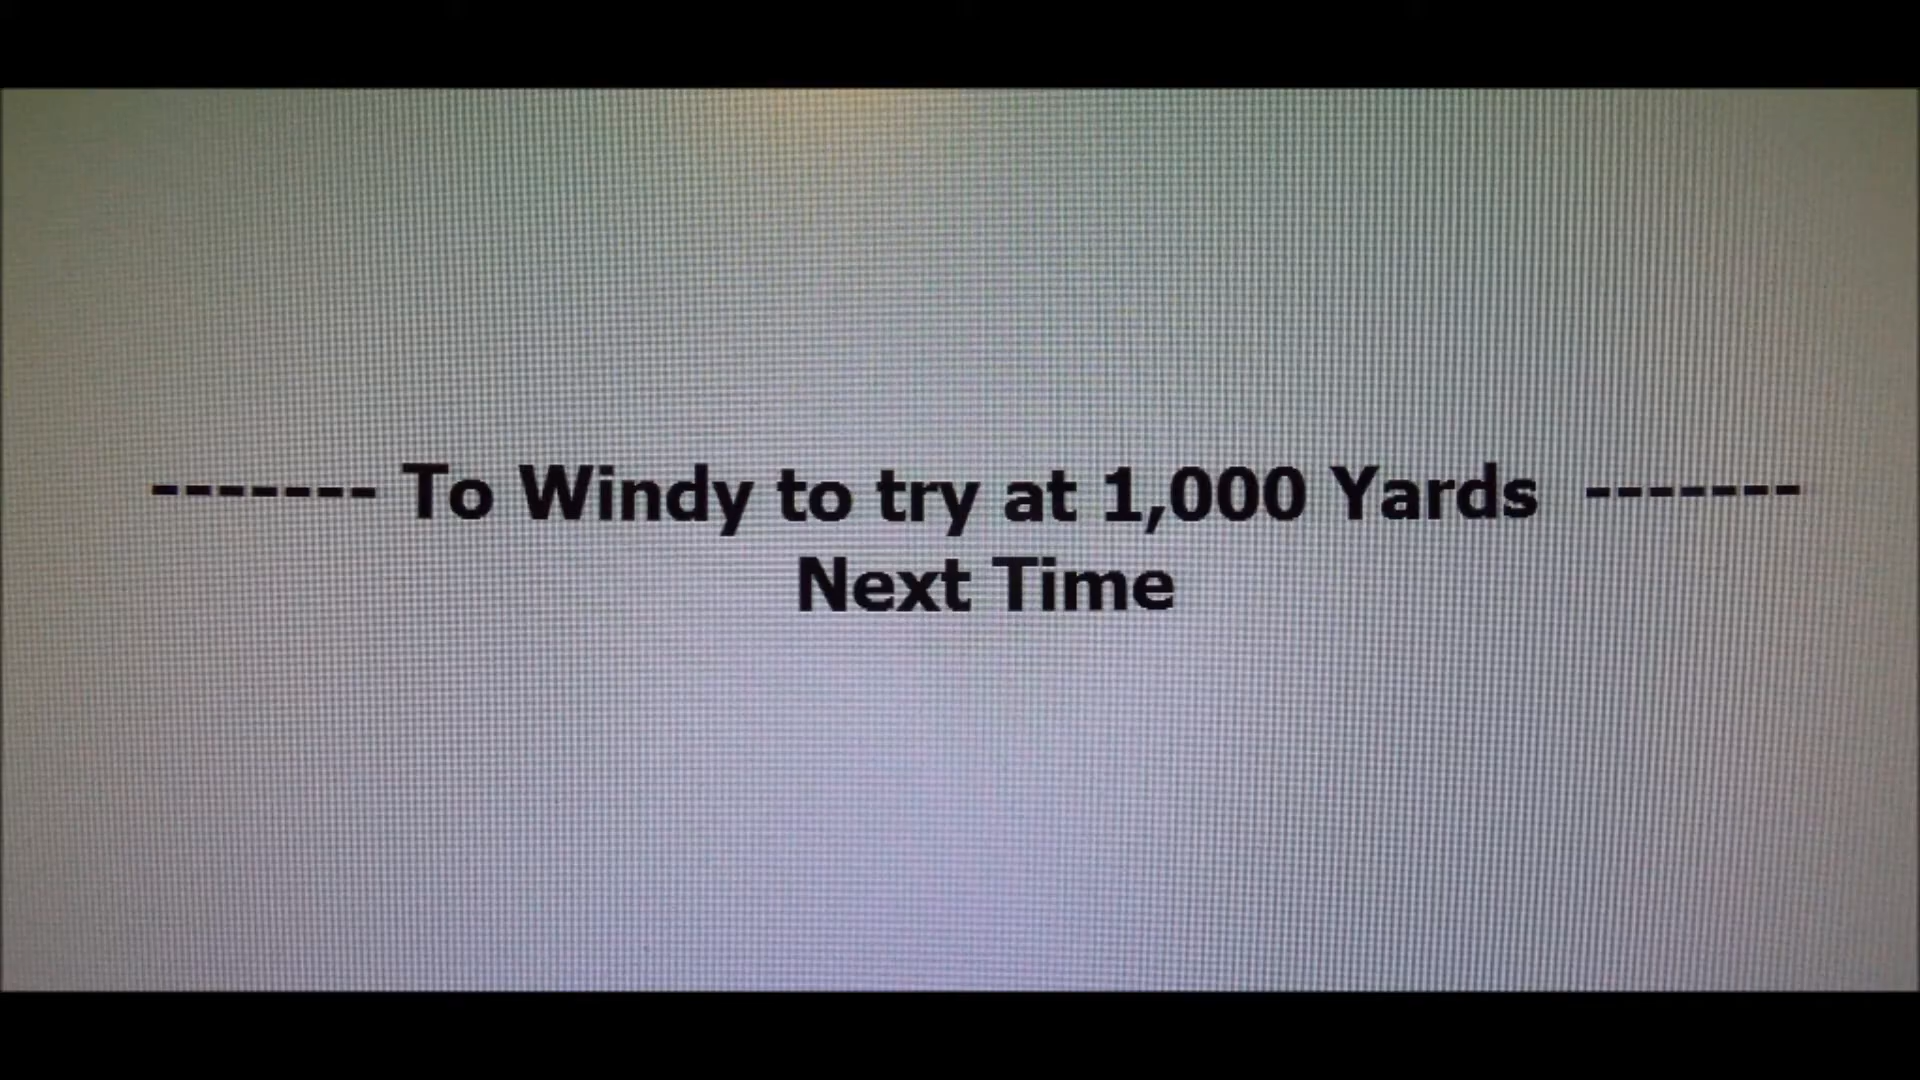 ------- To Windy to try at 1,000 Yards -------
Next Time